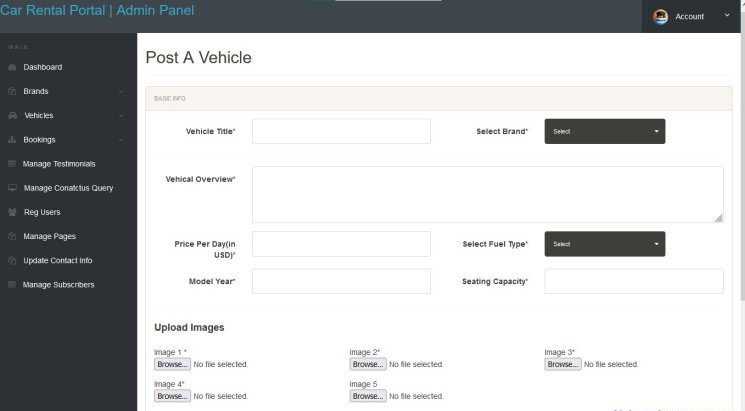 Car Rental Portal | Admin Panel
Account
MAIN
Dashboard
Brands
Vehicles
Bookings
Manage Testimonials
Manage Conatctus Query
Reg Users
Manage Pages
Update Contact Info
Manage Subscribers
Post A Vehicle
BASIC INFO
Vehicle Title*
Select Brand*
Select
Vehical Overview*
Price Per Day(in
USD)*
Select Fuel Type*
Select
Model Year*
Seating Capacity*
Upload Images
Image 1 *
Browse... No file selected.
Image 2*
Browse... No file selected.
Image 3*
Browse... No file selected.
Image 4*
Browse... No file selected.
Image 5
Browse... No file selected.